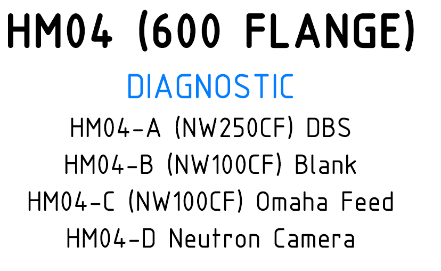 HM04 (600 FLANGE)
DIAGNOSTIC
HM04-A (NW250CF) DBS
HM04-B (NW100CF) Blank
HM04-C (NW100CF) Omaha Feed
HM04-D Neutron Camera